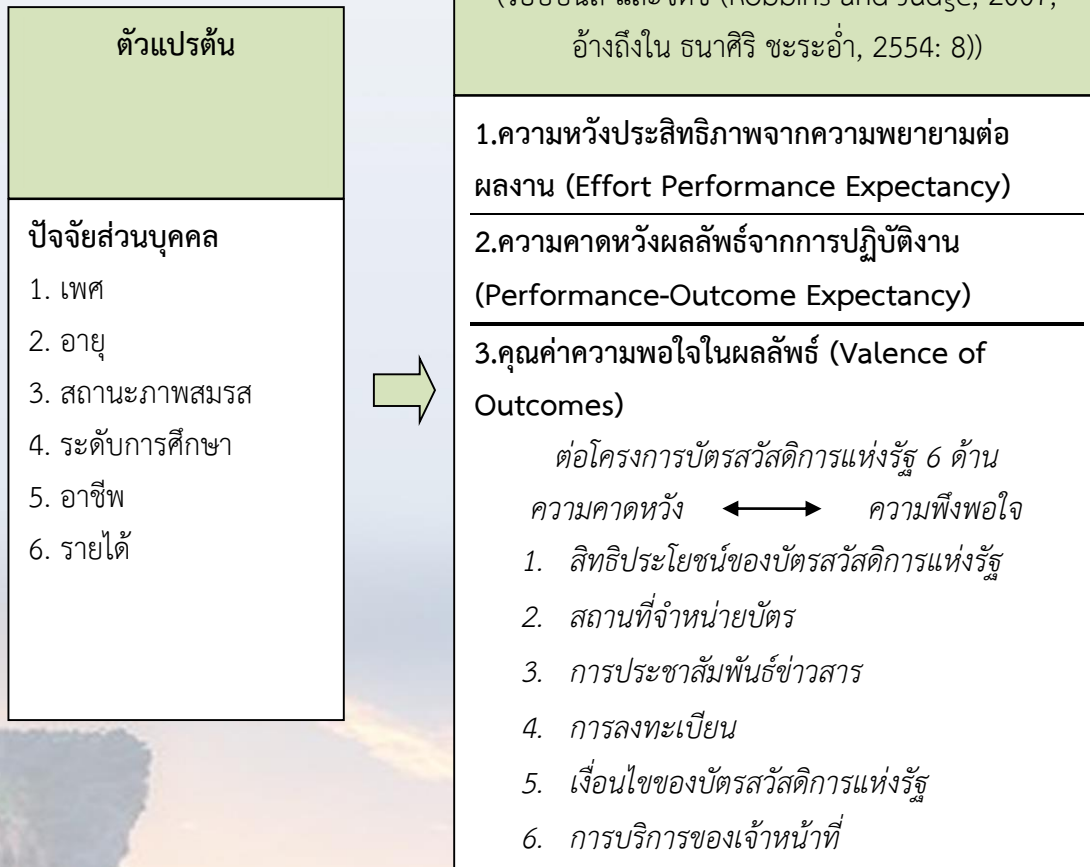 ตัวแปรต้น
ปัจจัยส่วนบุคคล
1. เพศ
2. อายุ
3. สถานะภาพสมรส
4. ระดับการศึกษา
5. อาชีพ
6. รายได้
(Robbins and Judge, 2007;
อ้างถึงใน ธนาศิริ ชะระอ่ำ, 2554: 8))
1.ความหวังประสิทธิภาพจากความพยายามต่อ
ผลงาน (Effort Performance Expectancy)
2.ความคาดหวังผลลัพธ์จากการปฏิบัติงาน
(Performance-Outcome Expectancy)
3.คุณค่าความพอใจในผลลัพธ์ (Valence of
Outcomes)
ต่อโครงการบัตรสวัสดิการแห่งรัฐ 6 ด้าน
ความคาดหวัง ความพึงพอใจ
1. สิทธิประโยชน์ของบัตรสวัสดิการแห่งรัฐ
2. สถานที่จำหน่ายบัตร
3. การประชาสัมพันธ์ข่าวสาร
4. การลงทะเบียน
5. เงื่อนไขของบัตรสวัสดิการแห่งรัฐ
6. การบริการของเจ้าหน้าที่